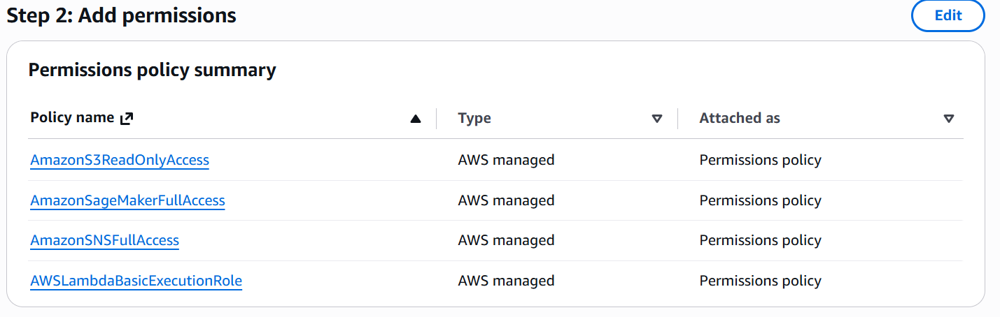 Step 2: Add permissions
Edit
Permissions policy summary
Policy name Type Attached as
AmazonS3ReadOnlyAccess AWS managed Permissions policy
AmazonSageMakerFullAccess AWS managed Permissions policy
AmazonSNSFullAccess AWS managed Permissions policy
AWSLambdaBasicExecutionRole AWS managed Permissions policy